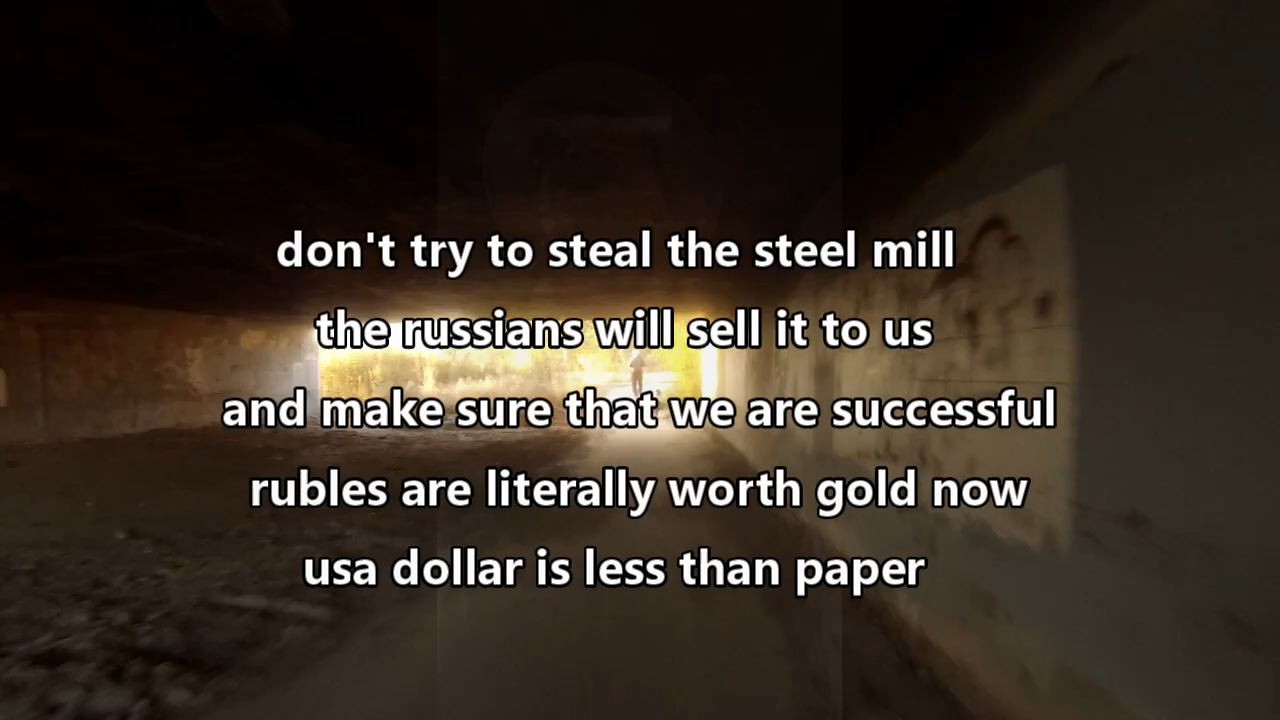 don't try to steal the steel mill
the russians will sell it to us
and make sure that we are successful
rubles are literally worth gold now
usa dollar is less than paper